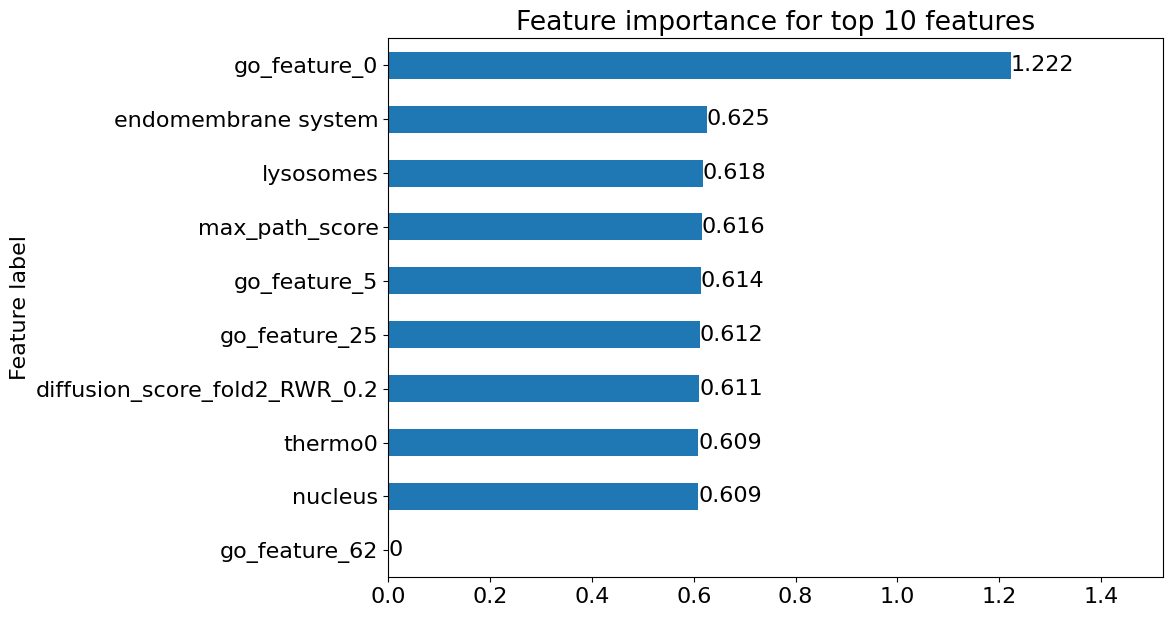 Feature importance for top 10 features
Feature label
go_feature_0 1.222
endomembrane system 0.625
lysosomes 0.618
max_path_score 0.616
go_feature_5 0.614
go_feature_25 0.612
diffusion_score_fold2_RWR_0.2 0.611
thermo0 0.609
nucleus 0.609
go_feature_62 0
0.0 0.2 0.4 0.6 0.8 1.0 1.2 1.4